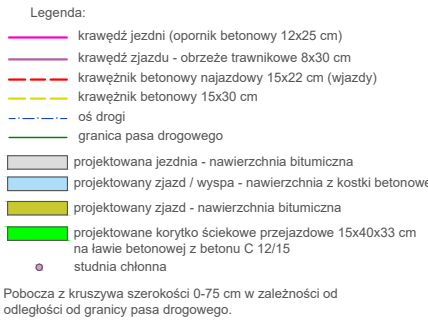 Legenda:
krawędź jezdni (opornik betonowy 12x25 cm)
krawędź zjazdu - obrzeże trawnikowe 8x30 cm
krawężnik betonowy najazdowy 15x22 cm (wjazdy)
krawężnik betonowy 15x30 cm
oś drogi
granica pasa drogowego
projektowana jezdnia - nawierzchnia bitumiczna
projektowany zjazd / wyspa - nawierzchnia z kostki betonowe
projektowany zjazd - nawierzchnia bitumiczna
projektowane korytko ściekowe przejazdowe 15x40x33 cm
na ławie betonowej z betonu C 12/15
studnia chłonna
Pobocza z kruszywa szerokości 0-75 cm w zależności od
odległości od granicy pasa drogowego.